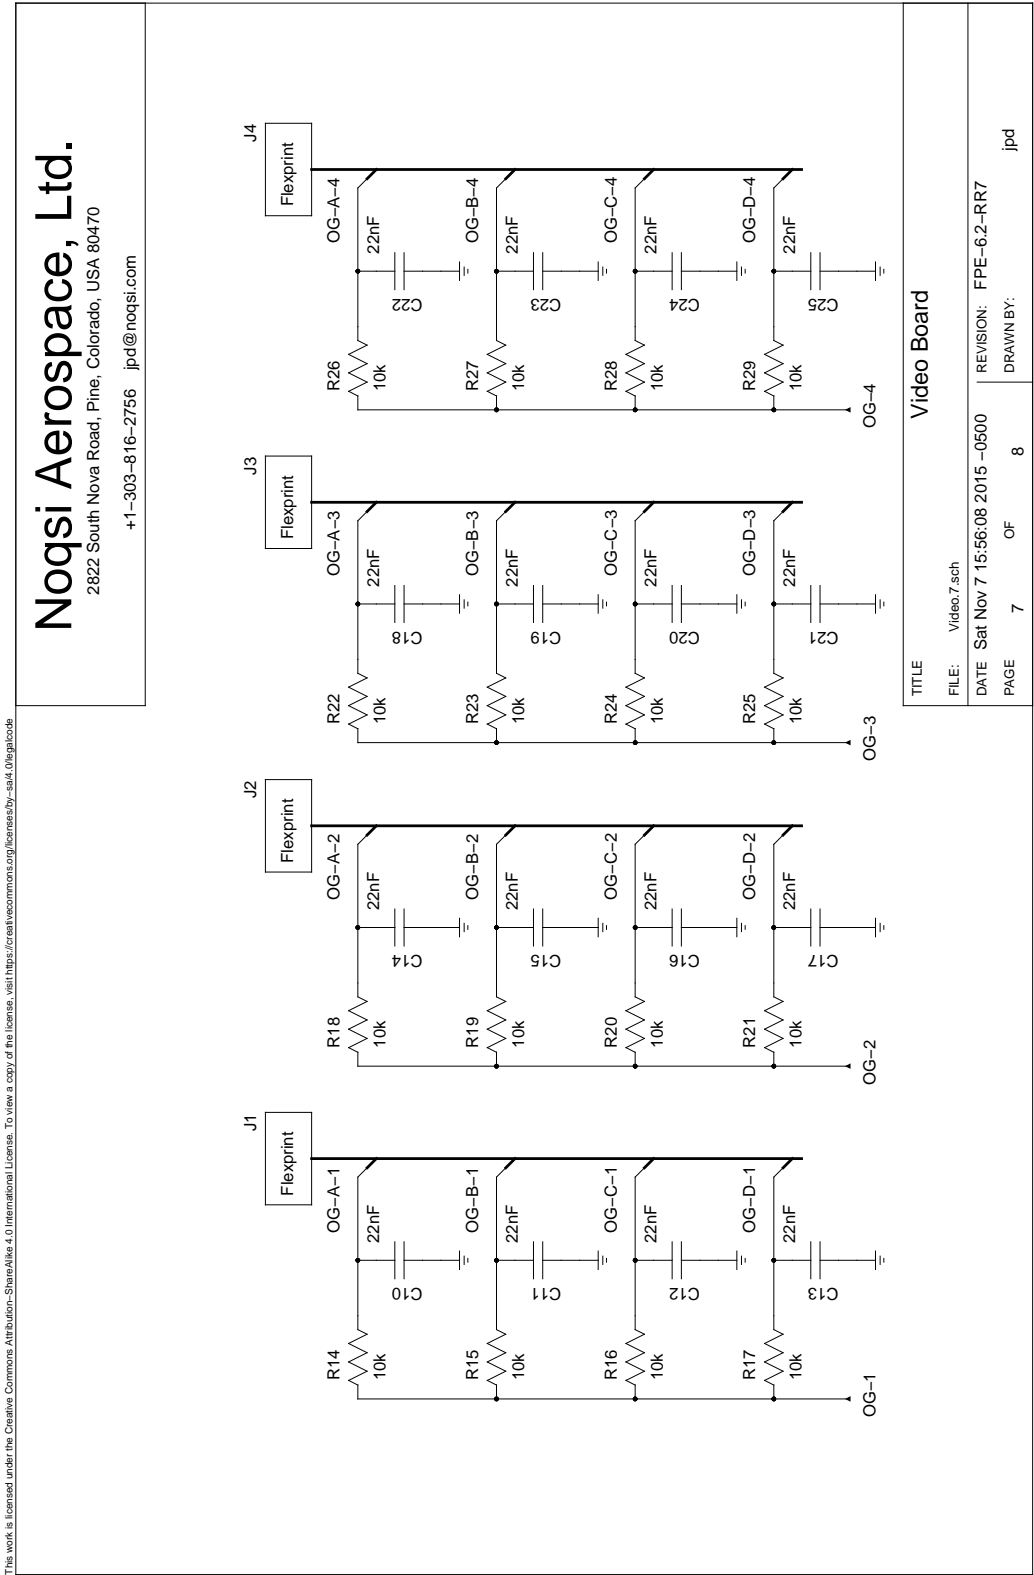 This work is licensed under the Creative Commons Attribution−ShareAlike 4.0 International License. To view a copy of the license, visit https://creativecommons.org/licenses/by−sa/4.0/legalcode
Noqsi Aerospace, Ltd.
2822 South Nova Road, Pine, Colorado, USA 80470
+1−303−816−2756 jpd@noqsi.com
J1
Flexprint
OG−A−1
R14
10k
22nF
C10
OG−B−1
R15
10k
22nF
C11
OG−C−1
R16
10k
22nF
C12
OG−D−1
R17
10k
22nF
C13
OG−1
J2
Flexprint
OG−A−2
R18
10k
22nF
C14
OG−B−2
R19
10k
22nF
C15
OG−C−2
R20
10k
22nF
C16
OG−D−2
R21
10k
22nF
C17
OG−2
J3
Flexprint
OG−A−3
R22
10k
22nF
C18
OG−B−3
R23
10k
22nF
C19
OG−C−3
R24
10k
22nF
C20
OG−D−3
R25
10k
22nF
C21
OG−3
J4
Flexprint
OG−A−4
R26
10k
22nF
C22
OG−B−4
R27
10k
22nF
C23
OG−C−4
R28
10k
22nF
C24
OG−D−4
R29
10k
22nF
C25
OG−4
TITLE
Video Board
FILE: Video.7.sch
DATE Sat Nov 7 15:56:08 2015 −0500
REVISION: FPE−6.2−RR7
PAGE 7 OF 8
DRAWN BY: jpd